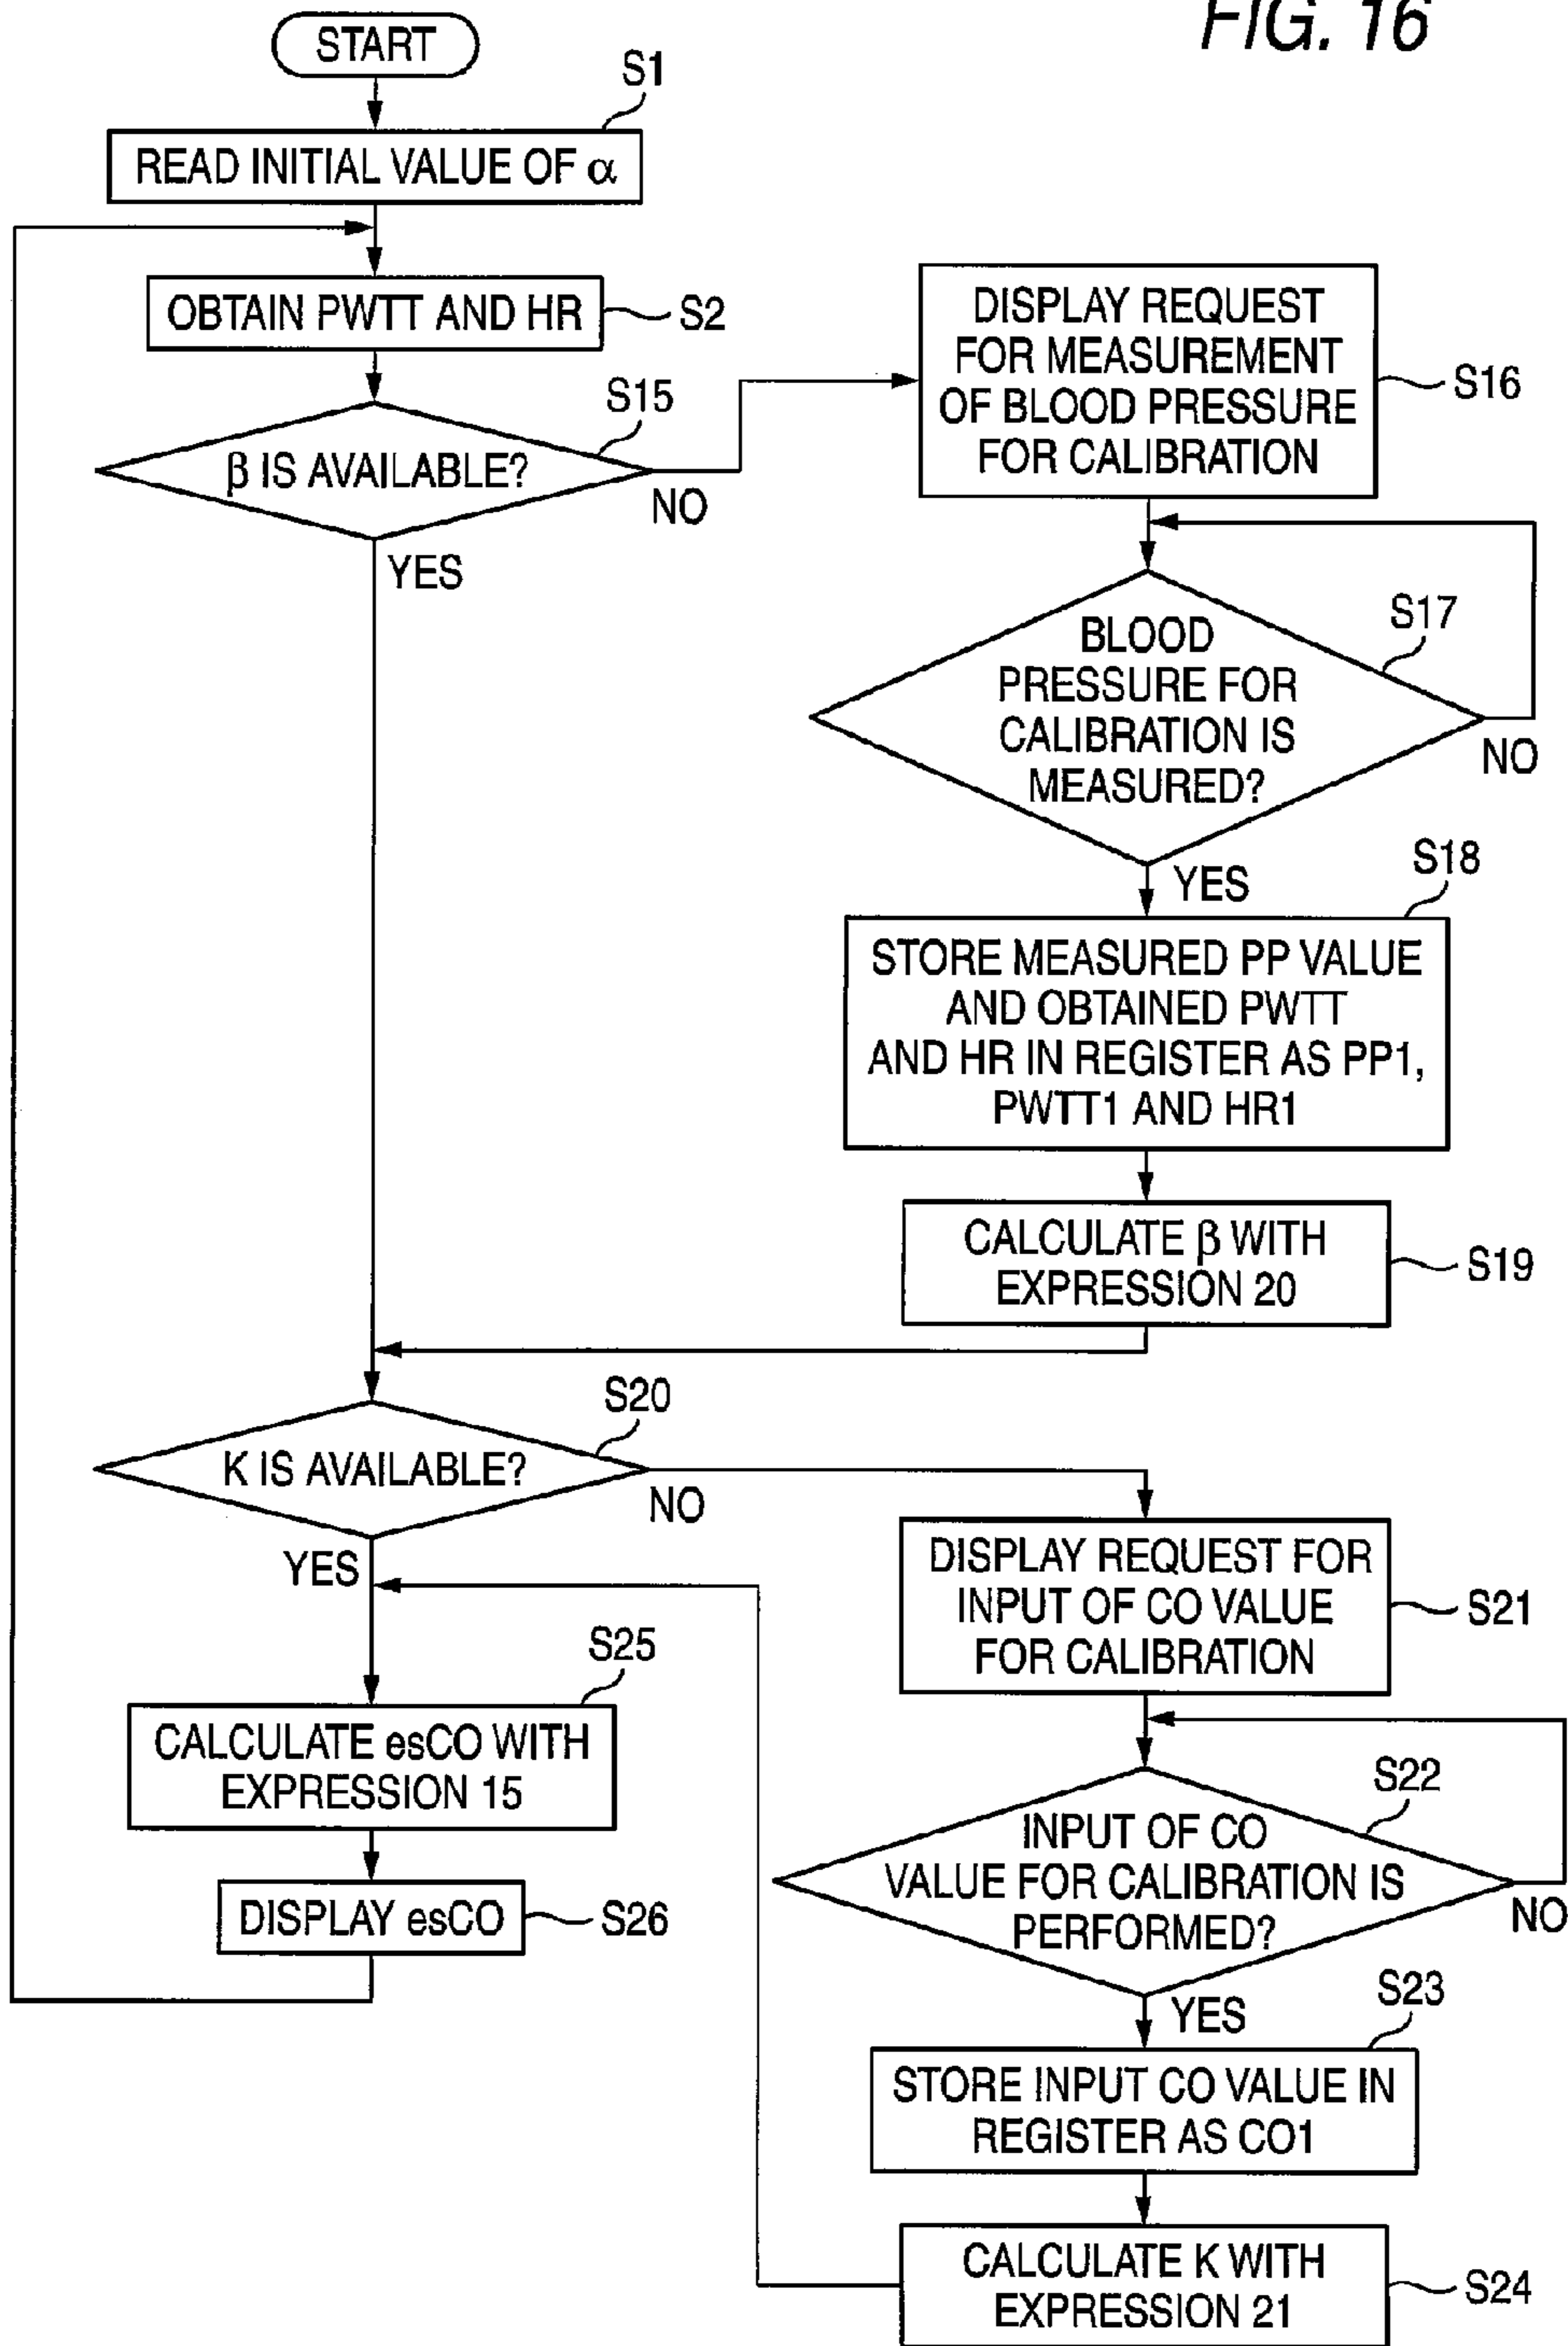 FIG. 16
START
S1
READ INITIAL VALUE OF α
OBTAIN PWTT AND HR
S2
S15
β IS AVAILABLE?
NO
YES
DISPLAY REQUEST
FOR MEASUREMENT
OF BLOOD PRESSURE
FOR CALIBRATION
S16
S17
BLOOD
PRESSURE FOR
CALIBRATION IS
MEASURED?
NO
YES
S18
STORE MEASURED PP VALUE
AND OBTAINED PWTT
AND HR IN REGISTER AS PP1,
PWTT1 AND HR1
CALCULATE β WITH
EXPRESSION 20
S19
S20
K IS AVAILABLE?
NO
YES
DISPLAY REQUEST FOR
INPUT OF CO VALUE
FOR CALIBRATION
S21
S22
INPUT OF CO
VALUE FOR CALIBRATION IS
PERFORMED?
NO
YES
S23
STORE INPUT CO VALUE IN
REGISTER AS CO1
CALCULATE K WITH
EXPRESSION 21
S24
S25
CALCULATE esCO WITH
EXPRESSION 15
DISPLAY esCO
S26